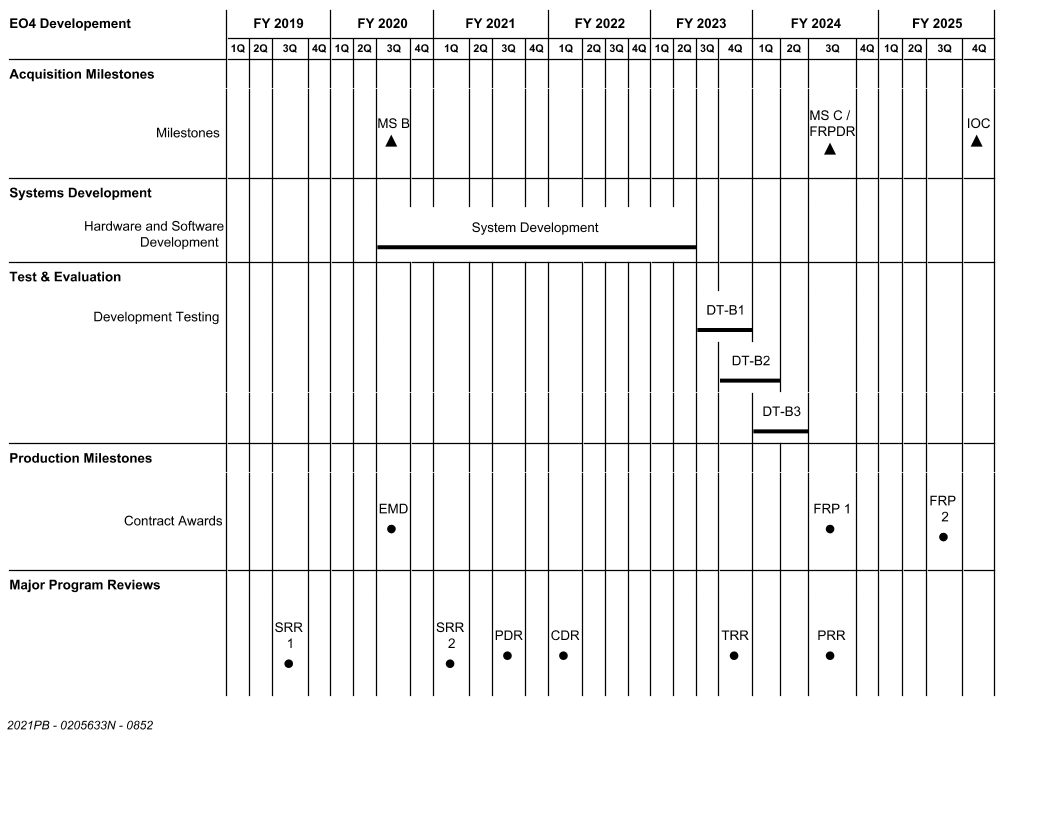 EO4 Developement FY 2019 FY 2020 FY 2021 FY 2022 FY 2023 FY 2024 FY 2025
1Q 2Q 3Q 4Q 1Q 2Q 3Q 4Q 1Q 2Q 3Q 4Q 1Q 2Q 3Q 4Q 1Q 2Q 3Q 4Q 1Q 2Q 3Q 4Q 1Q 2Q 3Q 4Q
Acquisition Milestones
Milestones
MS B
MS C /
FRPDR
IOC
Systems Development
Hardware and Software
Development
System Development
Test & Evaluation
Development Testing
DT-B1
DT-B2
DT-B3
Production Milestones
Contract Awards
EMD
FRP 1
FRP
2
Major Program Reviews
SRR
1
SRR
2
PDR
CDR
TRR
PRR
2021PB - 0205633N - 0852